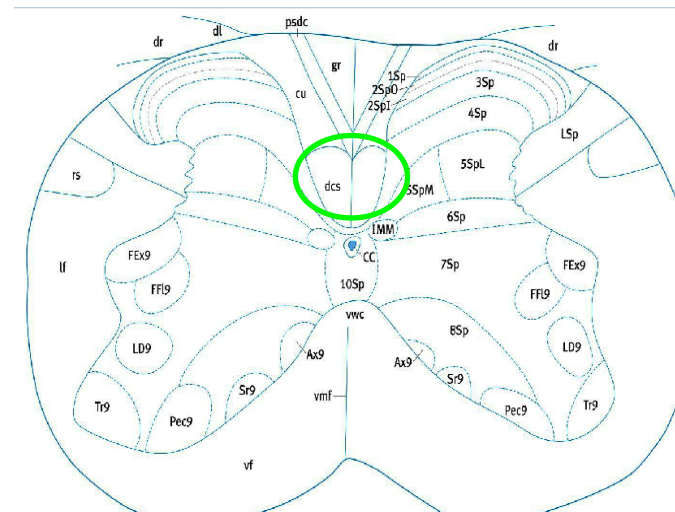 psdc
dl
dr
dr
gr
cu
1Sp
2SpO
2SpI
3Sp
4Sp
LSp
rs
dcs
5SpM
5SpL
6Sp
IMM
CC
7Sp
10Sp
lf
FEx9
FFl9
FEx9
FFl9
vwc
8Sp
LD9
Ax9
Ax9
LD9
Sr9
Sr9
vmf
Tr9
Pec9
Pec9
Tr9
vf